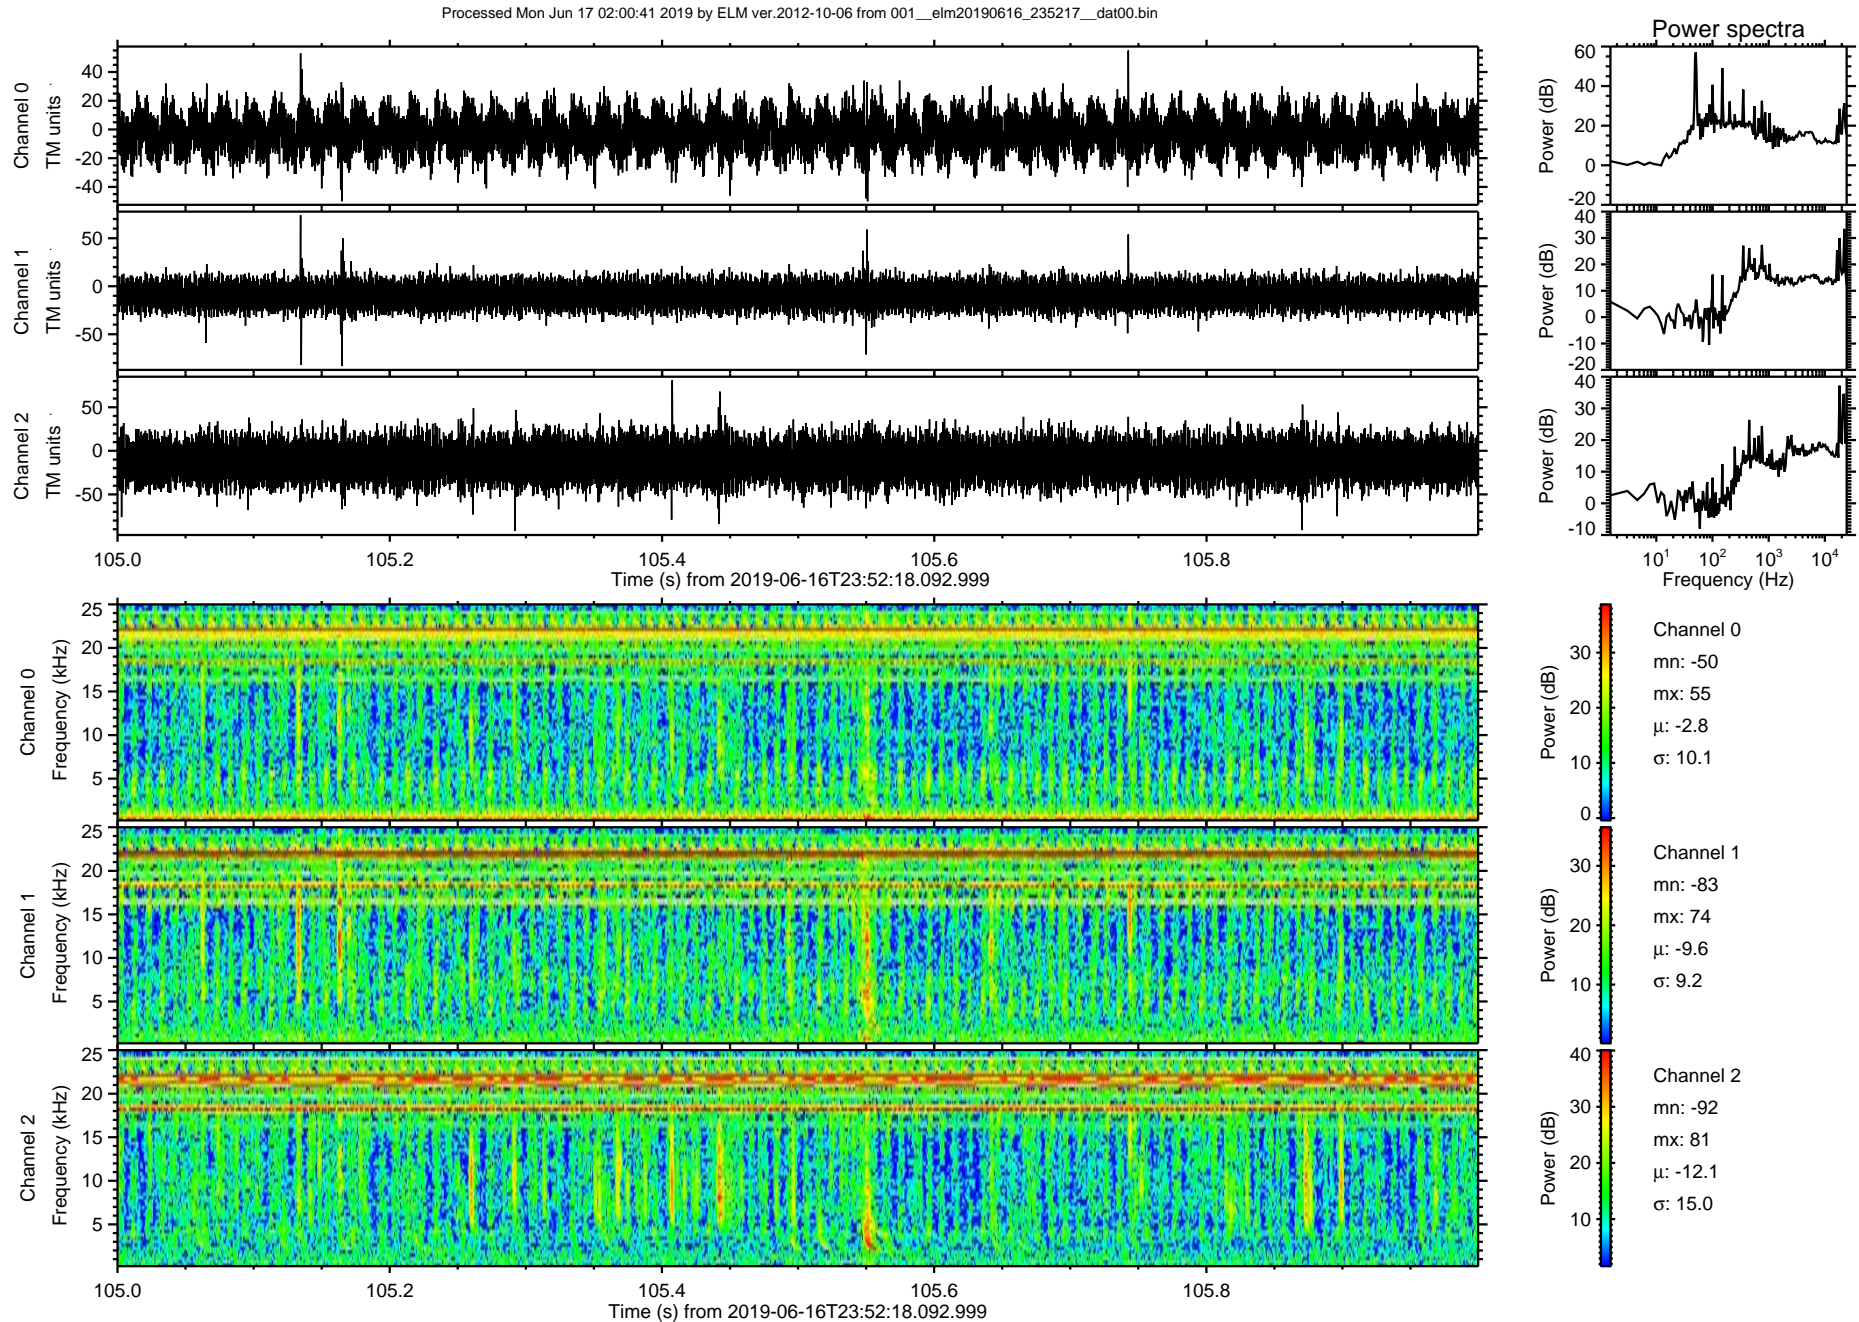 Processed Mon Jun 17 02:00:41 2019 by ELM ver.2012-10-06 from 001__elm20190616_235217__dat00.bin
Power spectra
Channel 0
TM units
40
20
0
-20
-40
Power (dB)
60
40
20
0
-20
Channel 1
TM units
50
0
-50
Power (dB)
40
30
20
10
0
-10
-20
Channel 2
TM units
50
0
-50
Power (dB)
40
30
20
10
0
-10
105.0 105.2 105.4 105.6 105.8
Time (s) from 2019-06-16T23:52:18.092.999
10^1 10^2 10^3 10^4
Frequency (Hz)
Channel 0
Frequency (kHz)
25
20
15
10
5
Power (dB)
30
20
10
0
Channel 0
mn: -50
mx: 55
μ: -2.8
σ: 10.1
Channel 1
Frequency (kHz)
25
20
15
10
5
Power (dB)
30
20
10
Channel 1
mn: -83
mx: 74
μ: -9.6
σ: 9.2
Channel 2
Frequency (kHz)
25
20
15
10
5
Power (dB)
40
30
20
10
Channel 2
mn: -92
mx: 81
μ: -12.1
σ: 15.0
105.0 105.2 105.4 105.6 105.8
Time (s) from 2019-06-16T23:52:18.092.999